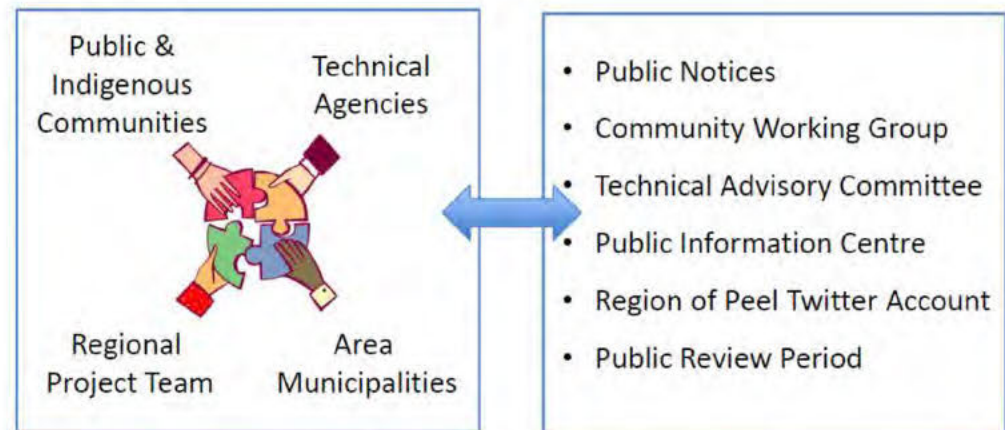 Public &
Indigenous
Communities
Technical
Agencies
Regional
Project Team
Area
Municipalities
• Public Notices
• Community Working Group
• Technical Advisory Committee
• Public Information Centre
• Region of Peel Twitter Account
• Public Review Period